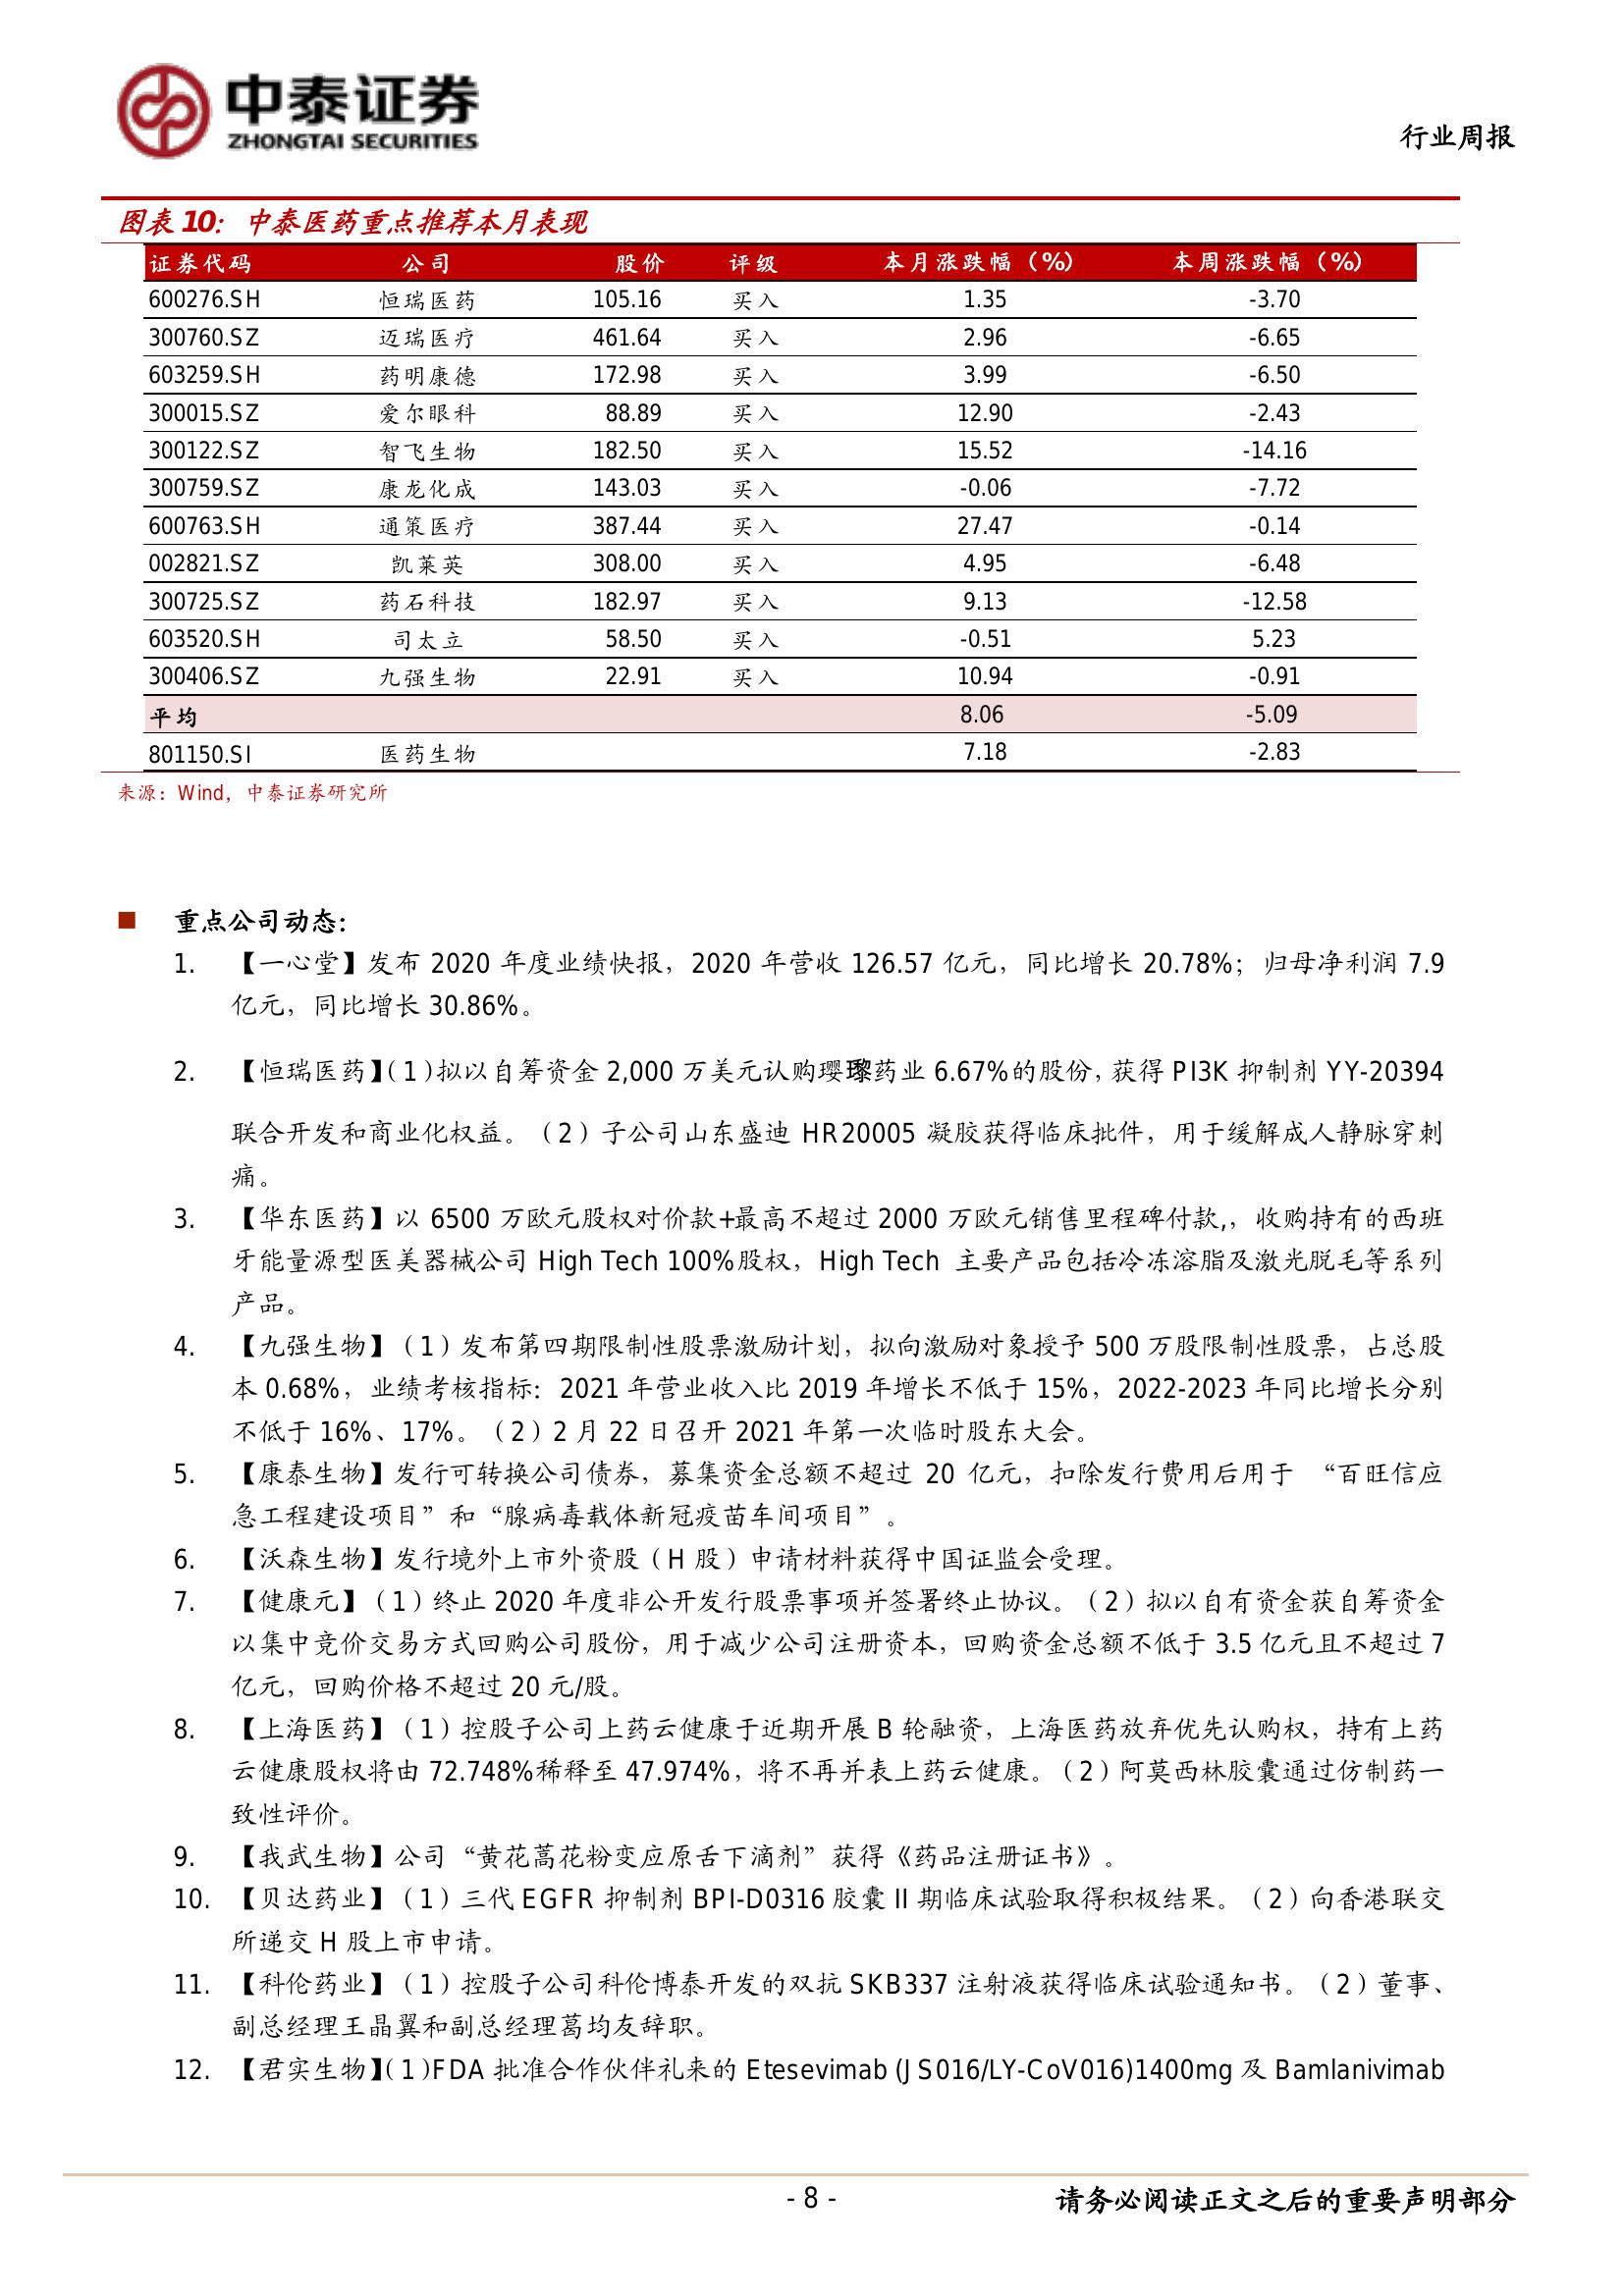 中泰证券
ZHONGTAI SECURITIES
行业周报
图表 10：中泰医药重点推荐本月表现
证券代码 公司 股价 评级 本月涨跌幅（%） 本周涨跌幅（%）
600276.SH 恒瑞医药 105.16 买入 1.35 -3.70
300760.SZ 迈瑞医疗 461.64 买入 2.96 -6.65
603259.SH 药明康德 172.98 买入 3.99 -6.50
300015.SZ 爱尔眼科 88.89 买入 12.90 -2.43
300122.SZ 智飞生物 182.50 买入 15.52 -14.16
300759.SZ 康龙化成 143.03 买入 -0.06 -7.72
600763.SH 通策医疗 387.44 买入 27.47 -0.14
002821.SZ 凯莱英 308.00 买入 4.95 -6.48
300725.SZ 药石科技 182.97 买入 9.13 -12.58
603520.SH 司太立 58.50 买入 -0.51 5.23
300406.SZ 九强生物 22.91 买入 10.94 -0.91
平均 8.06 -5.09
801150.SI 医药生物 7.18 -2.83
来源：Wind，中泰证券研究所
■ 重点公司动态：
1. 【一心堂】发布 2020 年度业绩快报，2020 年营收 126.57 亿元，同比增长 20.78%；归母净利润 7.9
亿元，同比增长 30.86%。
2. 【恒瑞医药】（1）拟以自筹资金 2,000 万美元认购璎黎药业 6.67%的股份，获得 PI3K 抑制剂 YY-20394
联合开发和商业化权益。（2）子公司山东盛迪 HR20005 凝胶获得临床批件，用于缓解成人静脉穿刺
痛。
3. 【华东医药】以 6500 万欧元股权对价款+最高不超过 2000 万欧元销售里程碑付款,，收购持有的西班
牙能量源型医美器械公司 High Tech 100%股权，High Tech 主要产品包括冷冻溶脂及激光脱毛等系列
产品。
4. 【九强生物】（1）发布第四期限制性股票激励计划，拟向激励对象授予 500 万股限制性股票，占总股
本 0.68%，业绩考核指标：2021 年营业收入比 2019 年增长不低于 15%，2022-2023 年同比增长分别
不低于 16%、17%。（2）2 月 22 日召开 2021 年第一次临时股东大会。
5. 【康泰生物】发行可转换公司债券，募集资金总额不超过 20 亿元，扣除发行费用后用于 “百旺信应
急工程建设项目”和“腺病毒载体新冠疫苗车间项目”。
6. 【沃森生物】发行境外上市外资股（H 股）申请材料获得中国证监会受理。
7. 【健康元】（1）终止 2020 年度非公开发行股票事项并签署终止协议。（2）拟以自有资金获自筹资金
以集中竞价交易方式回购公司股份，用于减少公司注册资本，回购资金总额不低于 3.5 亿元且不超过 7
亿元，回购价格不超过 20 元/股。
8. 【上海医药】（1）控股子公司上药云健康于近期开展 B 轮融资，上海医药放弃优先认购权，持有上药
云健康股权将由 72.748%稀释至 47.974%，将不再并表上药云健康。（2）阿莫西林胶囊通过仿制药一
致性评价。
9. 【我武生物】公司“黄花蒿花粉变应原舌下滴剂”获得《药品注册证书》。
10. 【贝达药业】（1）三代 EGFR 抑制剂 BPI-D0316 胶囊 II 期临床试验取得积极结果。（2）向香港联交
所递交 H 股上市申请。
11. 【科伦药业】（1）控股子公司科伦博泰开发的双抗 SKB337 注射液获得临床试验通知书。（2）董事、
副总经理王晶翼和副总经理葛均友辞职。
12. 【君实生物】（1）FDA 批准合作伙伴礼来的 Etesevimab (JS016/LY-CoV016)1400mg 及 Bamlanivimab
- 8 -
请务必阅读正文之后的重要声明部分